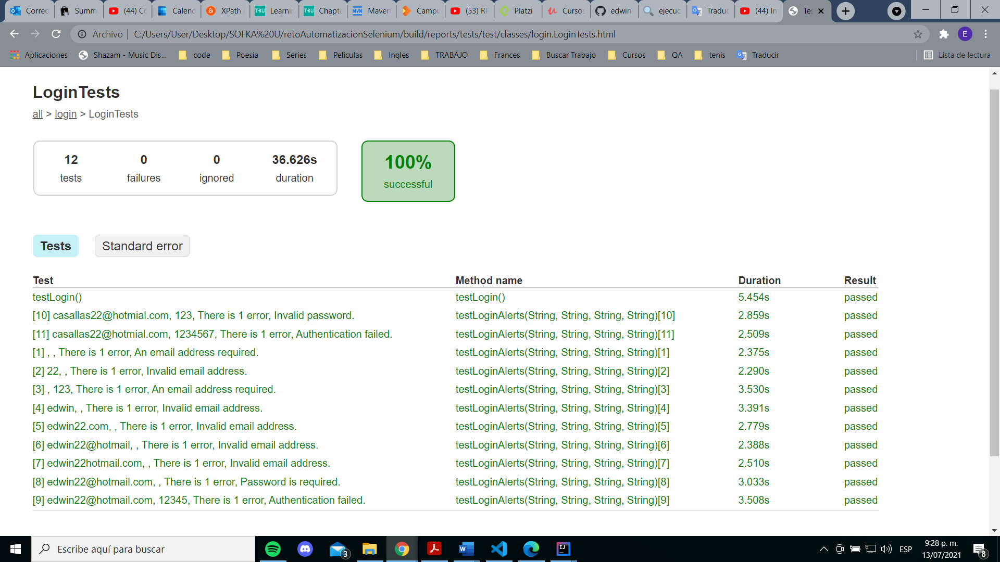 Correo
Summ
(44) Co
Calend
XPath
Learnin
Chapte
Maven
Campu
(53) RF
Platzi
Cursos
edwin
ejecuc
Traduc
(44) In
Tes
Archivo | C:/Users/User/Desktop/SOFKA%20U/retoAutomatizacionSelenium/build/reports/tests/test/classes/login.LoginTests.html
E
Aplicaciones
Shazam - Music Dis...
code
Poesia
Series
Peliculas
Ingles
TRABAJO
Frances
Buscar Trabajo
Cursos
QA
tenis
Traducir
Lista de lectura
LoginTests
all > login > LoginTests
12 0 0 36.626s
tests failures ignored duration
100%
successful
Tests Standard error
Test Method name Duration Result
testLogin() testLogin() 5.454s passed
[10] casallas22@hotmial.com, 123, There is 1 error, Invalid password. testLoginAlerts(String, String, String, String)[10] 2.859s passed
[11] casallas22@hotmial.com, 1234567, There is 1 error, Authentication failed. testLoginAlerts(String, String, String, String)[11] 2.509s passed
[1] , , There is 1 error, An email address required. testLoginAlerts(String, String, String, String)[1] 2.375s passed
[2] 22, , There is 1 error, Invalid email address. testLoginAlerts(String, String, String, String)[2] 2.290s passed
[3] , 123, There is 1 error, An email address required. testLoginAlerts(String, String, String, String)[3] 3.530s passed
[4] edwin, , There is 1 error, Invalid email address. testLoginAlerts(String, String, String, String)[4] 3.391s passed
[5] edwin22.com, , There is 1 error, Invalid email address. testLoginAlerts(String, String, String, String)[5] 2.779s passed
[6] edwin22@hotmail, , There is 1 error, Invalid email address. testLoginAlerts(String, String, String, String)[6] 2.388s passed
[7] edwin22hotmail.com, , There is 1 error, Invalid email address. testLoginAlerts(String, String, String, String)[7] 2.510s passed
[8] edwin22@hotmail.com, , There is 1 error, Password is required. testLoginAlerts(String, String, String, String)[8] 3.033s passed
[9] edwin22@hotmail.com, 12345, There is 1 error, Authentication failed. testLoginAlerts(String, String, String, String)[9] 3.508s passed
Escribe aquí para buscar
3
ESP
9:28 p. m.
13/07/2021
8